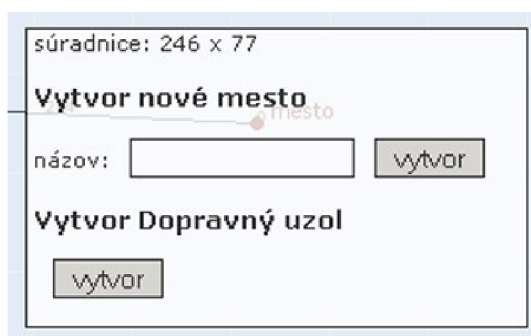 súradnice: 246 x 77
Vytvor nové mesto
mesto
názov:
vytvor
Vytvor Dopravný uzol
vytvor